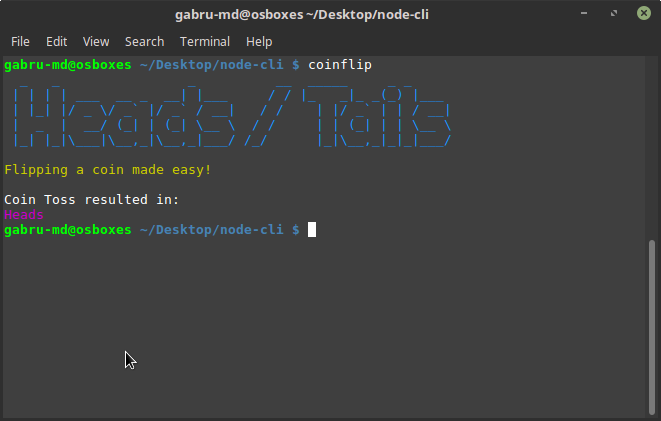 gabru-md@osboxes ~/Desktop/node-cli
File Edit View Search Terminal Help
gabru-md@osboxes ~/Desktop/node-cli $ coinflip
Heads / Tails
Flipping a coin made easy!
Coin Toss resulted in:
Heads
gabru-md@osboxes ~/Desktop/node-cli $